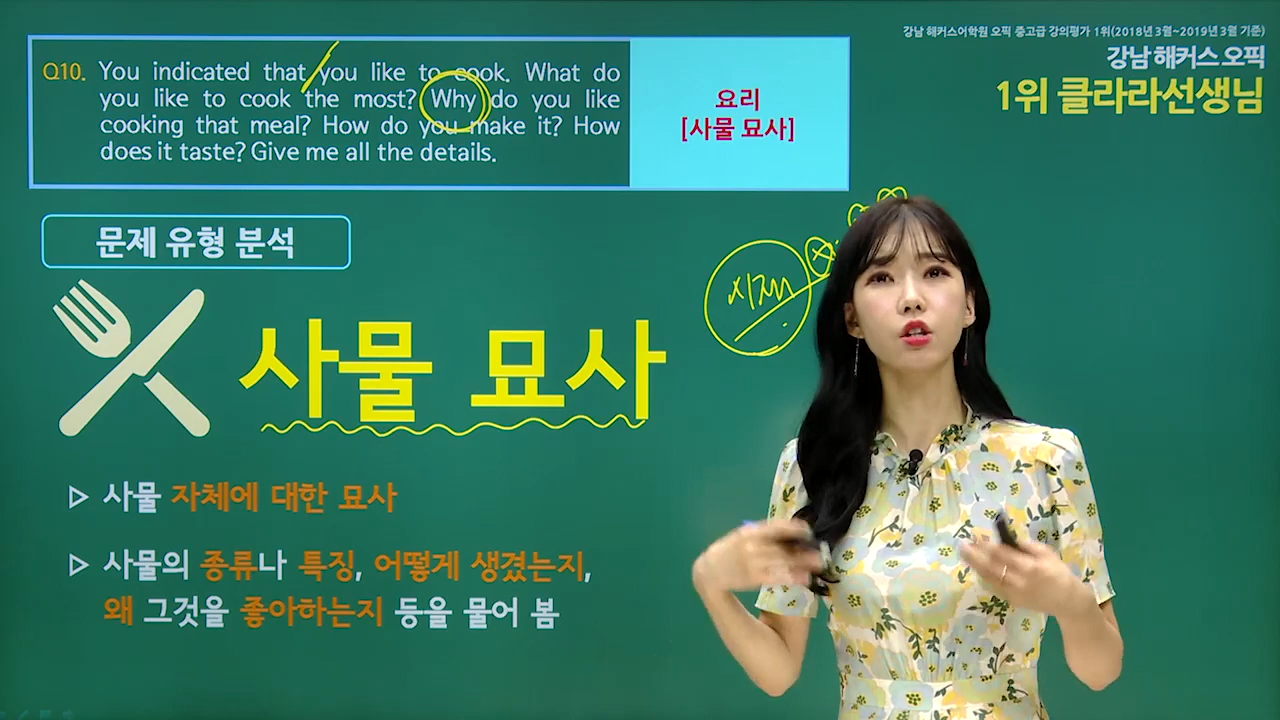 강남 해커스어학원 오픽 중고급 강의평가 1위(2018년 3월~2019년 3월 기준)
강남 해커스 오픽
1위 클라라선생님
Q10. You indicated that you like to cook. What do
you like to cook the most? Why do you like
cooking that meal? How do you make it? How
does it taste? Give me all the details.
요리
[사물 묘사]
문제 유형 분석
시제
사물 묘사
▷ 사물 자체에 대한 묘사
▷ 사물의 종류나 특징, 어떻게 생겼는지,
왜 그것을 좋아하는지 등을 물어 봄